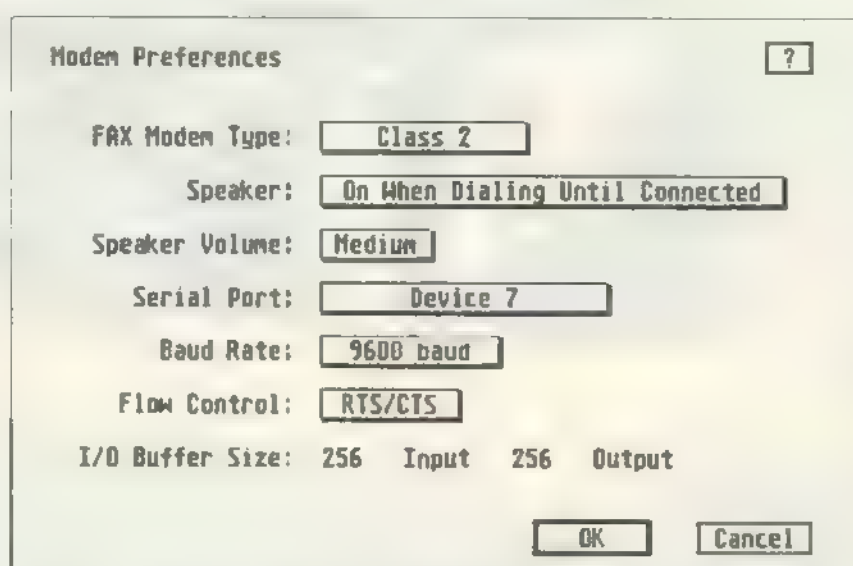 Modem Preferences ?
FAX Modem Type: Class 2
Speaker: On When Dialing Until Connected
Speaker Volume: Medium
Serial Port: Device 7
Baud Rate: 9600 baud
Flow Control: RTS/CTS
I/O Buffer Size: 256 Input 256 Output
OK Cancel